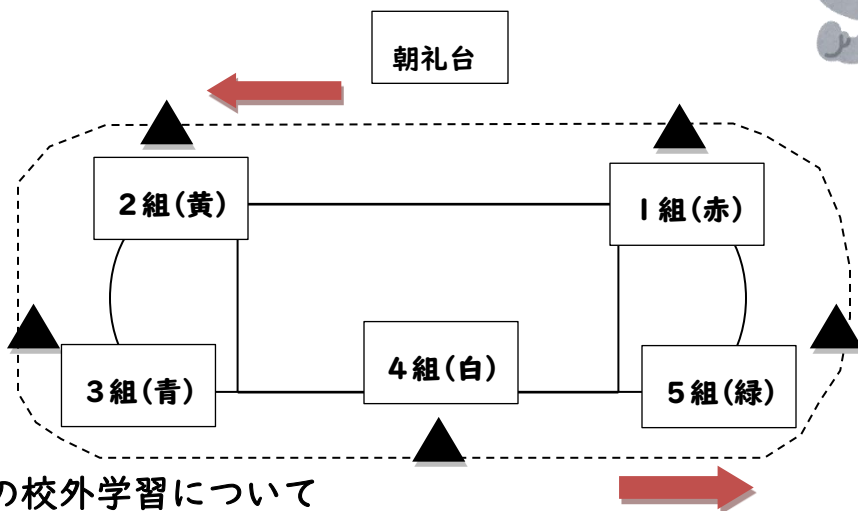 朝礼台
2組(黄)
1組(赤)
3組(青)
4組(白)
5組(緑)
の校外学習について